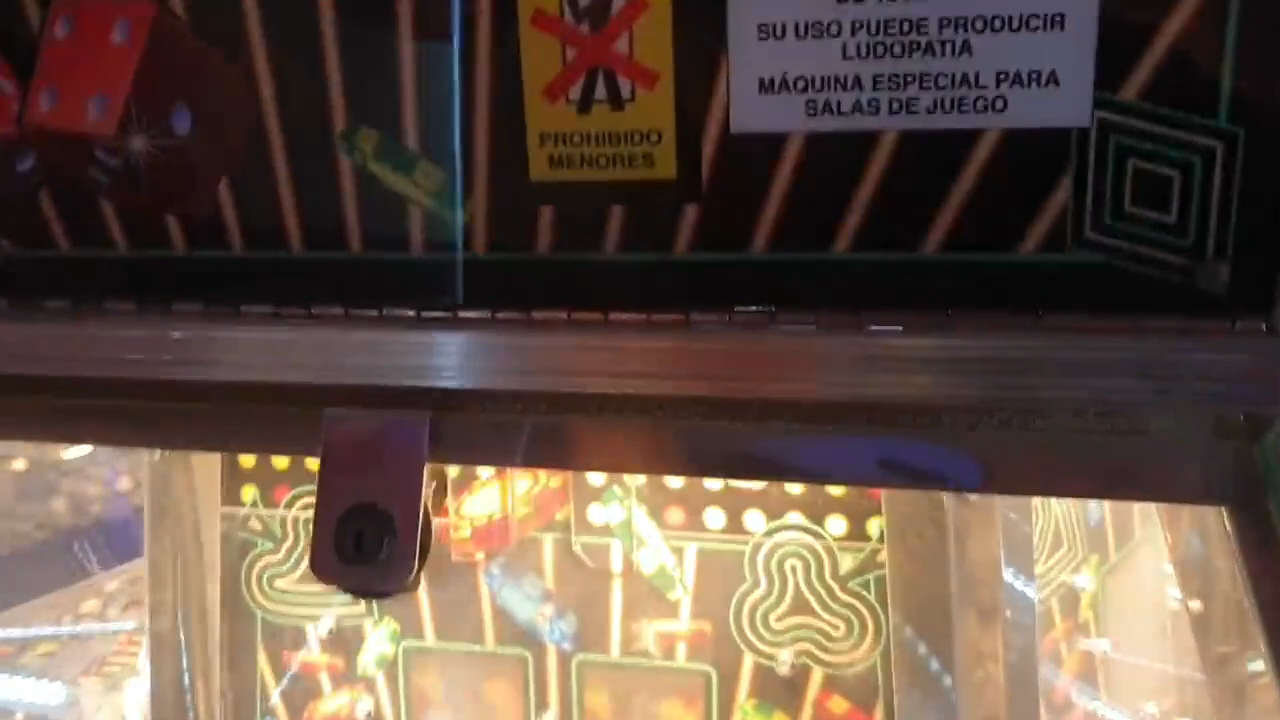 SU USO PUEDE PRODUCIR
LUDOPATIA
MÁQUINA ESPECIAL PARA
SALAS DE JUEGO
PROHIBIDO
MENORES